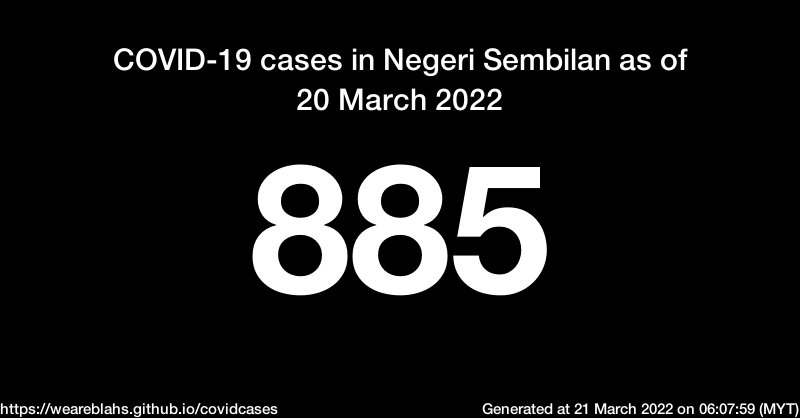 COVID-19 cases in Negeri Sembilan as of
20 March 2022
885
https://weareblahs.github.io/covidcases
Generated at 21 March 2022 on 06:07:59 (MYT)